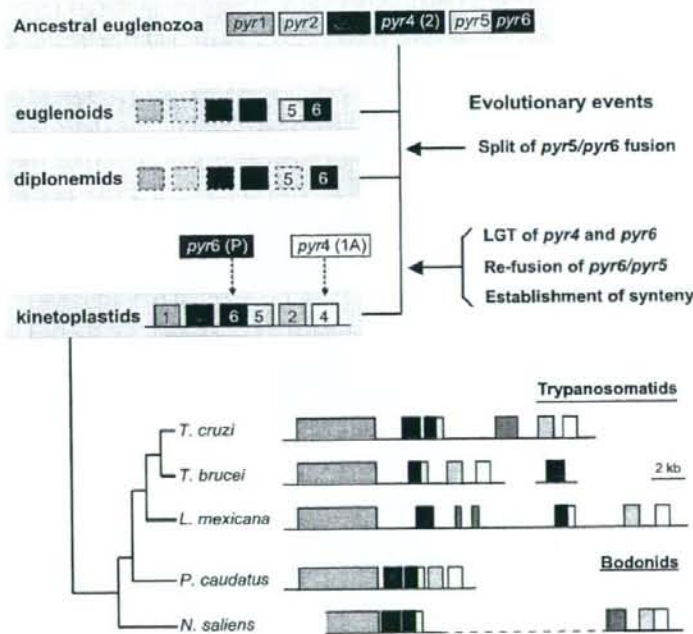 Ancestral euglenozoa pyr1 pyr2 pyr4 (2) pyr5 pyr6
euglenoids 5 6
Evolutionary events
Split of pyr5/pyr6 fusion
diplonemids 5 6
pyr6 (P) pyr4 (1A)
LGT of pyr4 and pyr6
Re-fusion of pyr6/pyr5
Establishment of synteny
kinetoplastids 1 6 5 2 4
Trypanosomatids
T. cruzi
T. brucei
2 kb
L. mexicana
Bodonids
P. caudatus
N. saliens